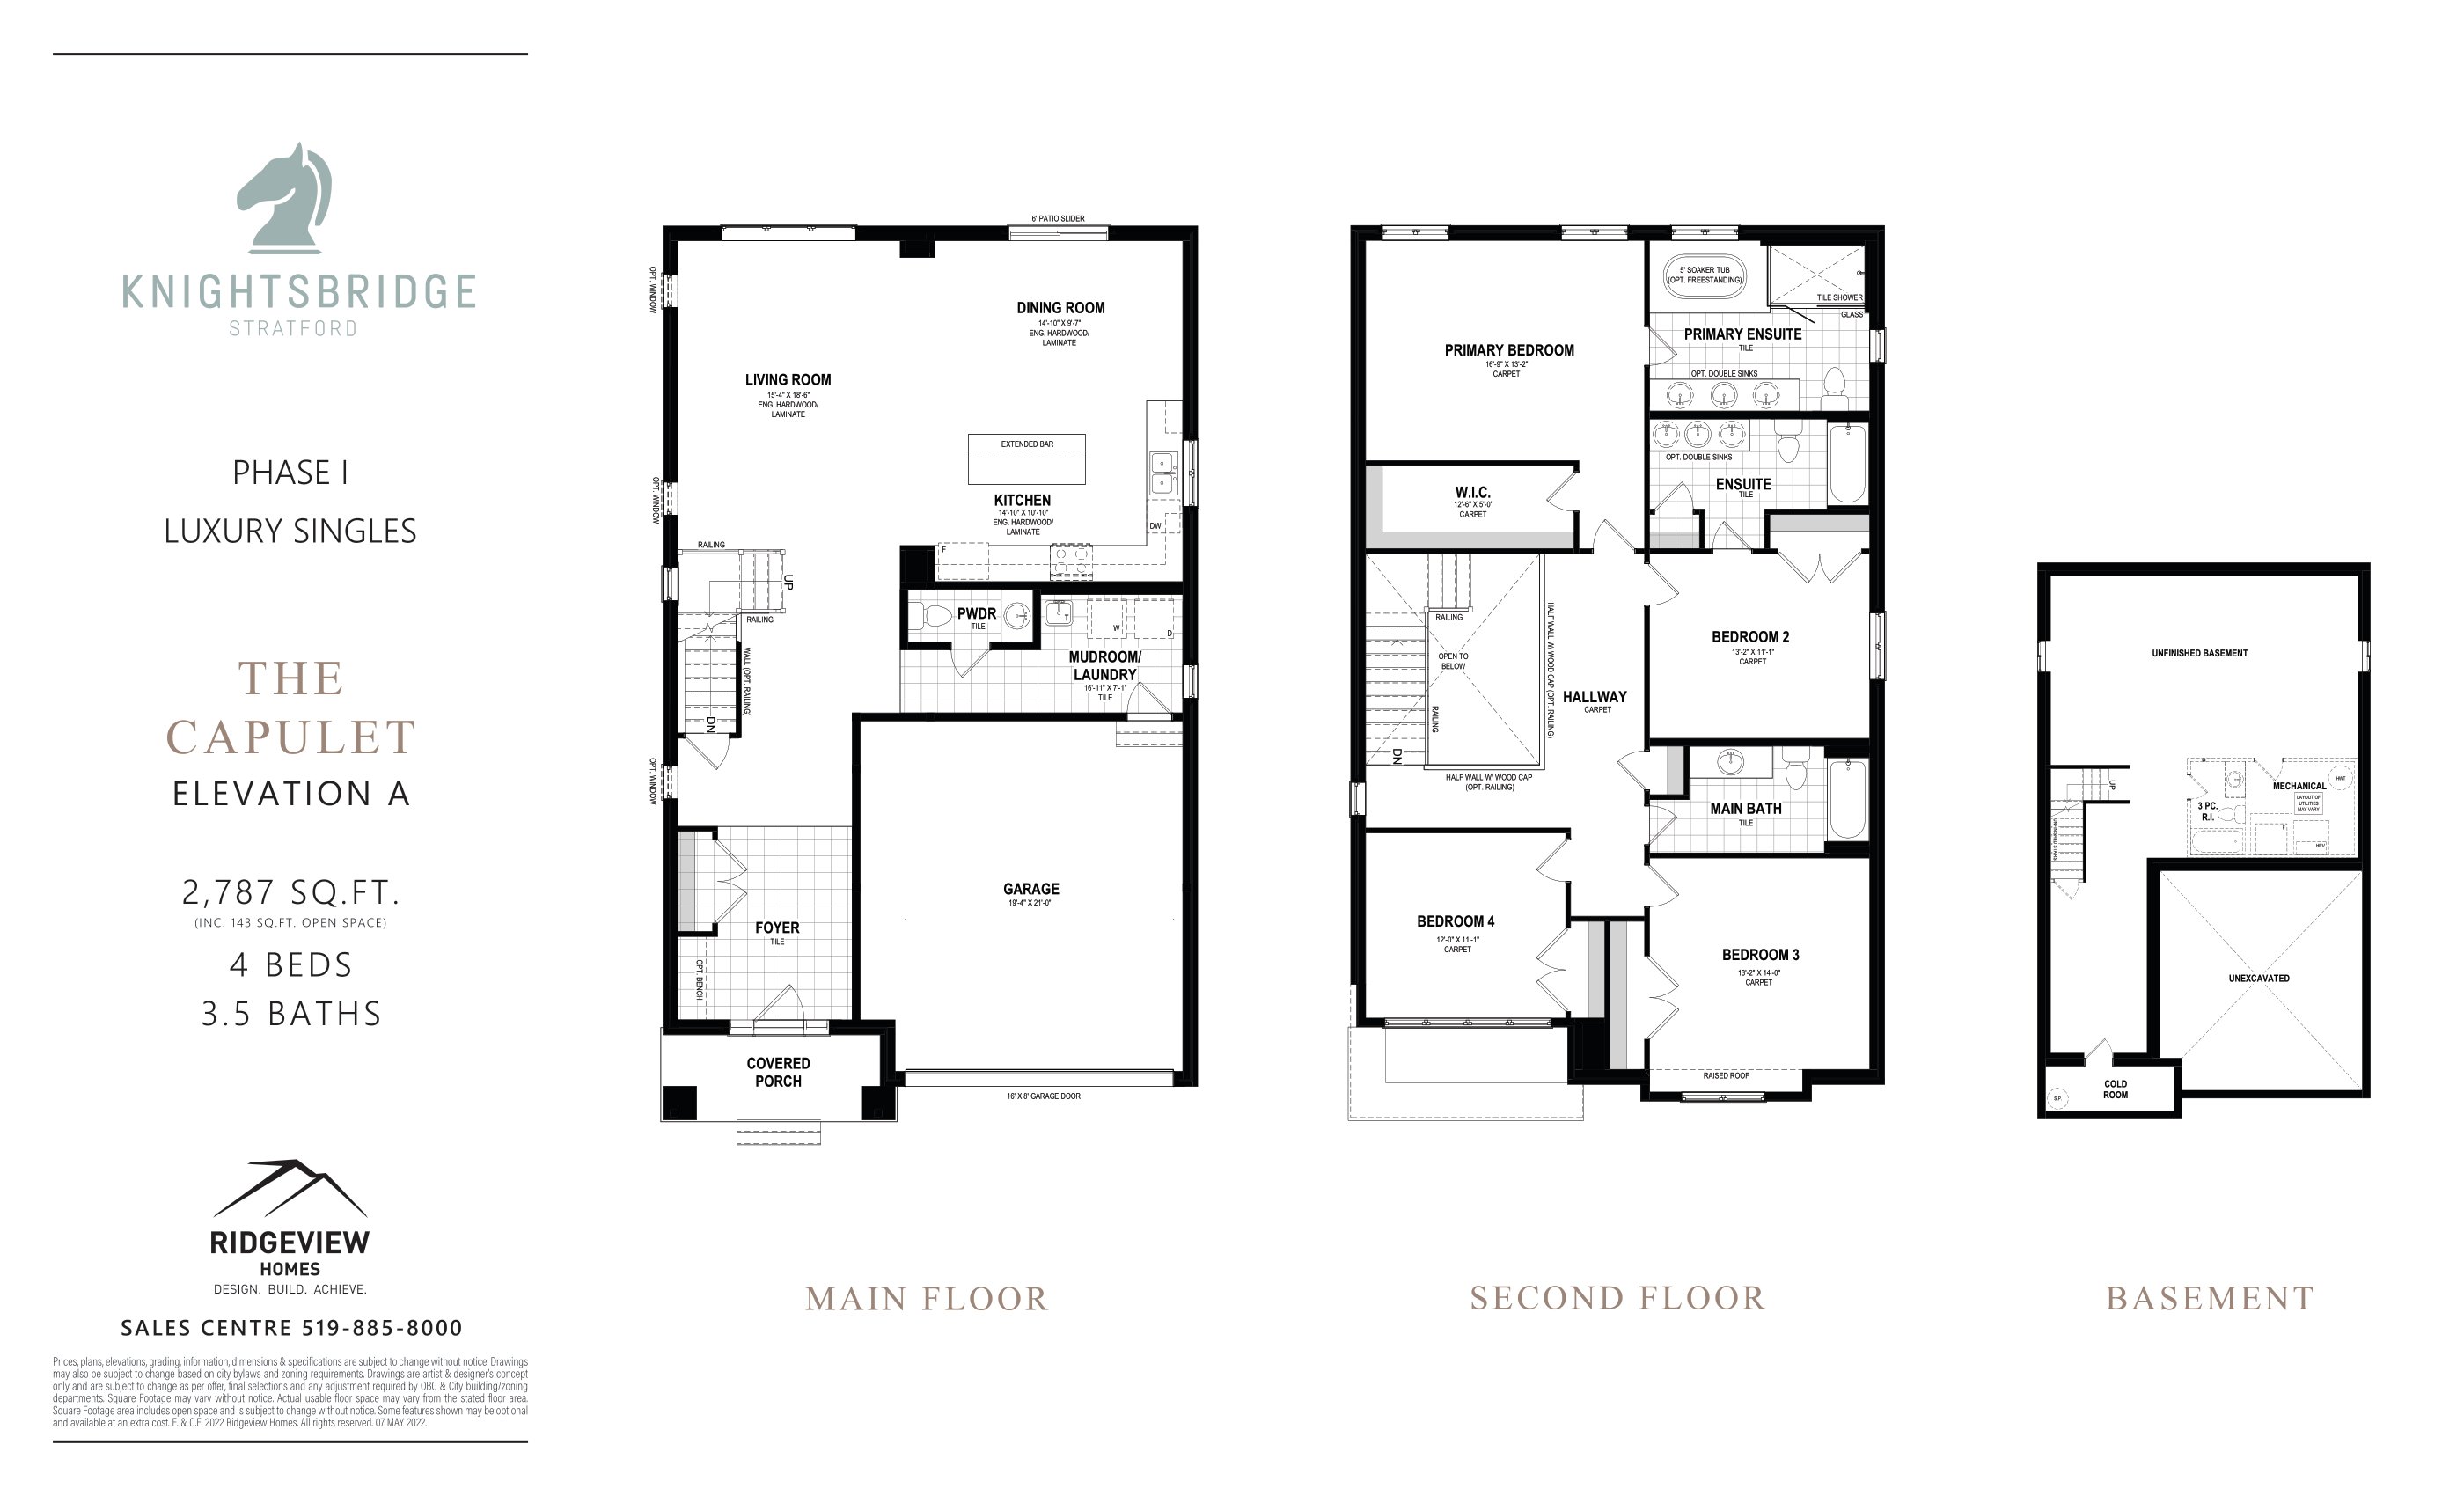 KNIGHTSBRIDGE
STRATFORD
PHASE I
LUXURY SINGLES
THE
CAPULET
ELEVATION A
2,787 SQ.FT.
(INC. 143 SQ.FT. OPEN SPACE)
4 BEDS
3.5 BATHS
RIDGEVIEW
HOMES
DESIGN. BUILD. ACHIEVE.
SALES CENTRE 519-885-8000
Prices, plans, elevations, grading, information, dimensions & specifications are subject to change without notice. Drawings
may also be subject to change based on city bylaws and zoning requirements. Drawings are artist & designer's concept
only and are subject to change as per offer, final selections and any adjustment required by OBC & City building/zoning
departments. Square Footage may vary without notice. Actual usable floor space may vary from the stated floor area.
Square Footage area includes open space and is subject to change without notice. Some features shown may be optional
and available at an extra cost. E. & O.E. 2022 Ridgeview Homes. All rights reserved. 07 MAY 2022.
6' PATIO SLIDER
OPT. WINDOW
DINING ROOM
14'-10" X 9'-7"
ENG. HARDWOOD/
LAMINATE
LIVING ROOM
15'-4" X 18'-6"
ENG. HARDWOOD/
LAMINATE
EXTENDED BAR
OPT. WINDOW
KITCHEN
14'-10" X 10'-10"
ENG. HARDWOOD/
LAMINATE
DW
F
RAILING
UP
RAILING
WALL (OPT. RAILING)
DN
PWDR
TILE
T
W
D
MUDROOM/
LAUNDRY
16'-11" X 7'-1"
TILE
OPT. WINDOW
GARAGE
19'-4" X 21'-0"
FOYER
TILE
OPT. BENCH
COVERED
PORCH
16' X 8' GARAGE DOOR
MAIN FLOOR
5' SOAKER TUB
(OPT. FREESTANDING)
TILE SHOWER
GLASS
PRIMARY ENSUITE
TILE
OPT. DOUBLE SINKS
PRIMARY BEDROOM
16'-9" X 13'-2"
CARPET
OPT. DOUBLE SINKS
ENSUITE
TILE
W.I.C.
12'-6" X 5'-0"
CARPET
RAILING
OPEN TO
BELOW
RAILING
DN
HALF WALL W/ WOOD CAP (OPT. RAILING)
HALF WALL W/ WOOD CAP
(OPT. RAILING)
HALLWAY
CARPET
BEDROOM 2
13'-2" X 11'-1"
CARPET
MAIN BATH
TILE
BEDROOM 4
12'-0" X 11'-1"
CARPET
BEDROOM 3
13'-2" X 14'-0"
CARPET
RAISED ROOF
SECOND FLOOR
UNFINISHED BASEMENT
UP
UNFINISHED STAIRS
3 PC.
R.I.
MECHANICAL
LAYOUT OF
UTILITIES
MAY VARY
HWT
F
HRV
UNEXCAVATED
COLD
ROOM
S.P.
BASEMENT